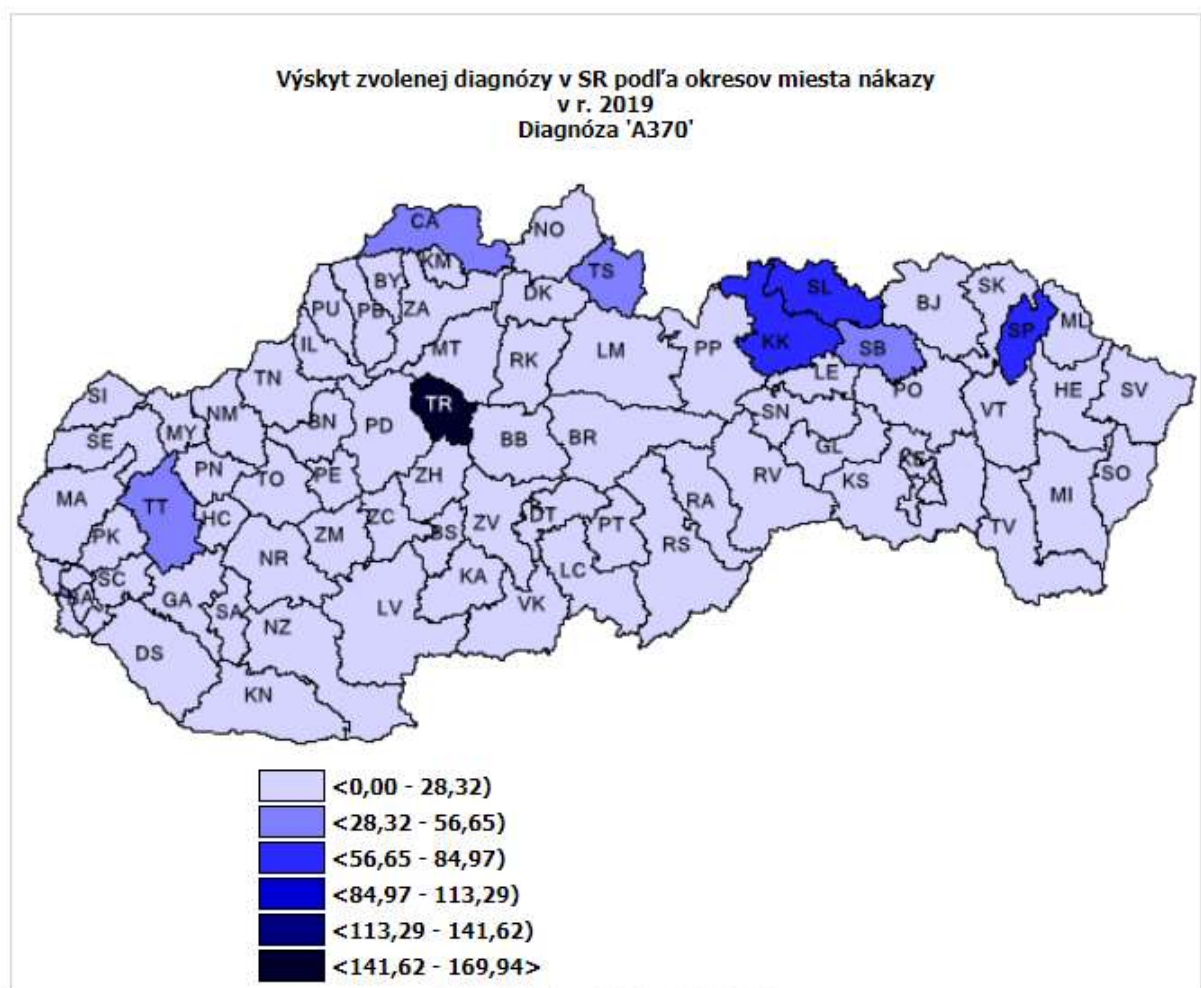 Výskyt zvolenej diagnózy v SR podľa okresov miesta nákazy
v r. 2019
Diagnóza 'A370'
CA
NO
KM
TS
BY
DK
SL
SK
PU
PB
ZA
BJ
ML
SP
IL
MT
RK
LM
PP
KK
SB
TN
LE
PO
HE
SV
SI
NM
TR
SN
VT
SE
MY
BN
PD
BB
BR
GL
PN
TO
PE
ZH
RV
KS
KE
SO
MA
TT
HC
ZM
ZC
BS
ZV
DT
PT
RA
MI
PK
NR
RS
TV
SC
KA
LC
BA
GA
SA
LV
VK
NZ
DS
KN
<0,00 - 28,32)
<28,32 - 56,65)
<56,65 - 84,97)
<84,97 - 113,29)
<113,29 - 141,62)
<141,62 - 169,94>